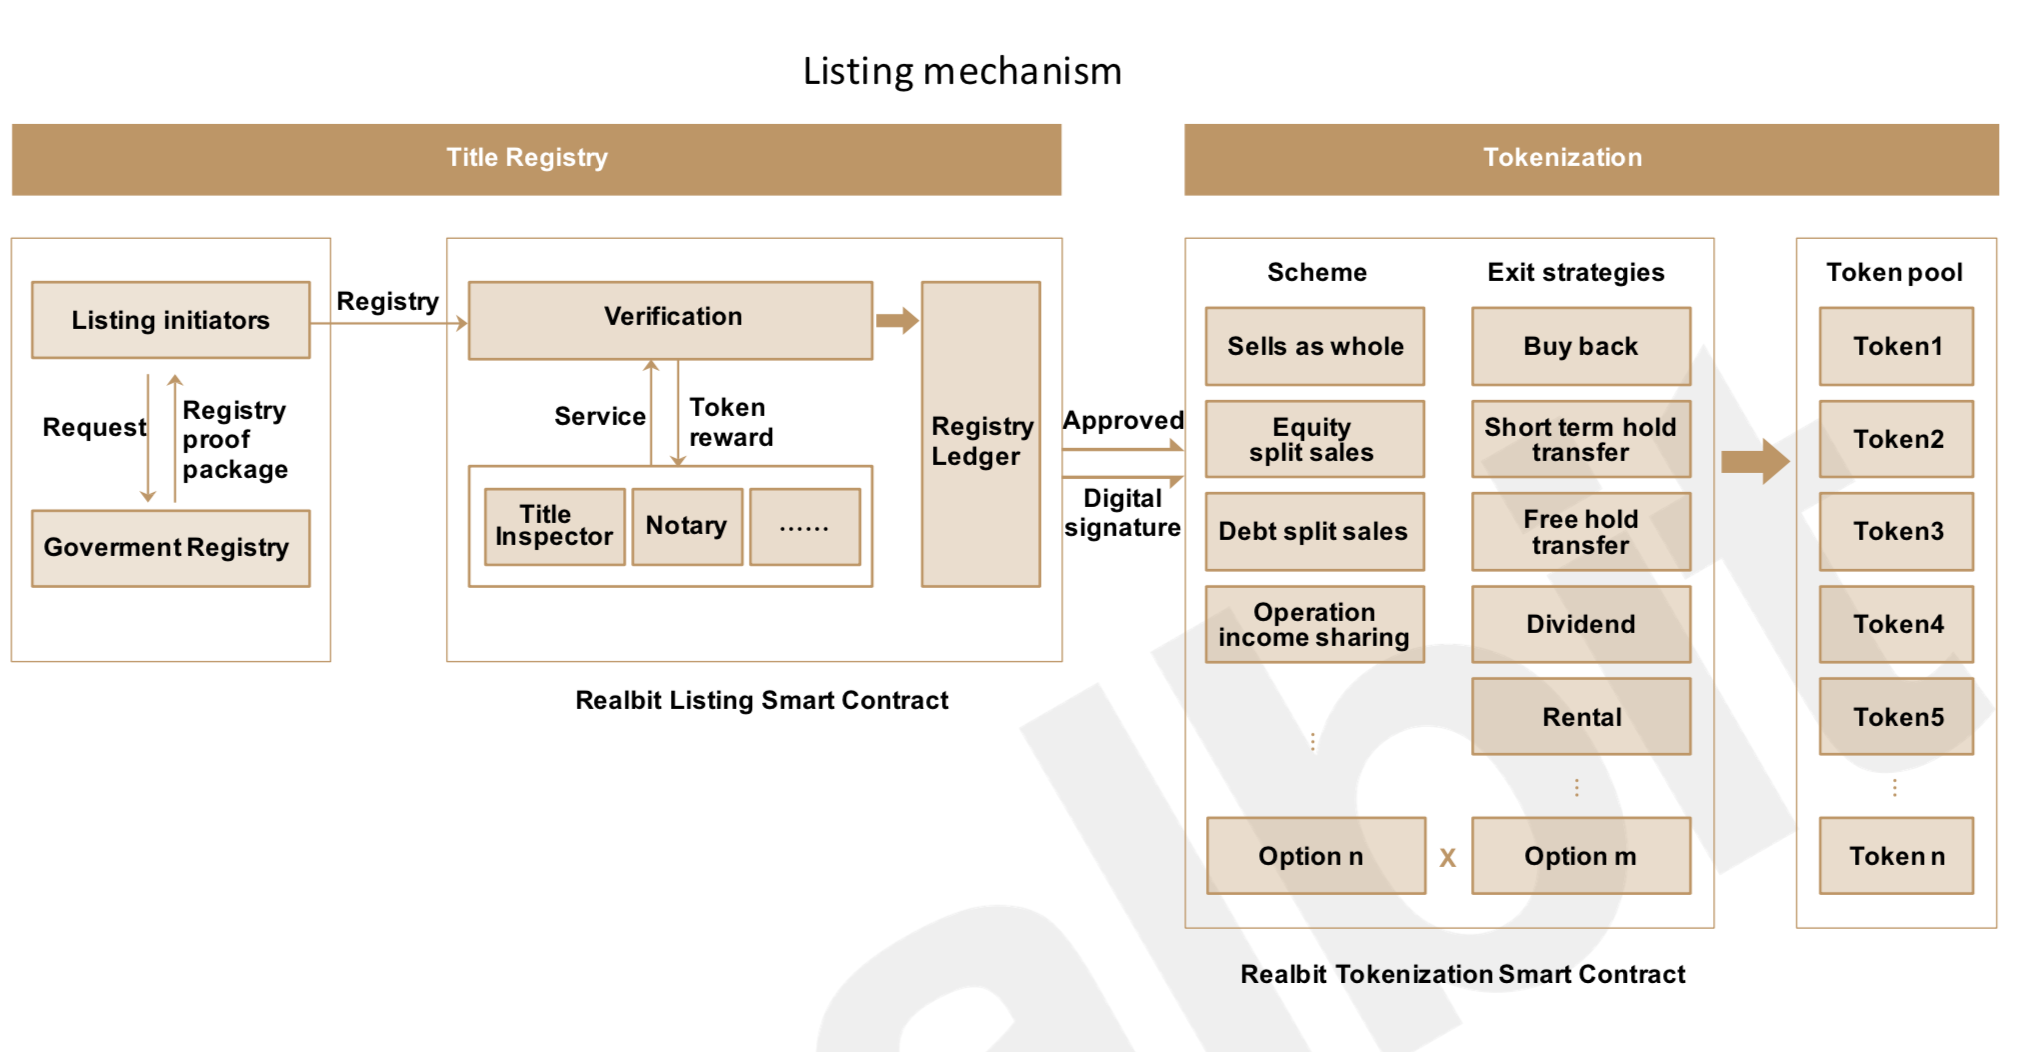 Listing mechanism
Title Registry
Tokenization
Listing initiators
Registry
Request
Registry
proof
package
Goverment Registry
Verification
Service
Token
reward
Title
Inspector
Notary
......
Registry
Ledger
Realbit Listing Smart Contract
Approved
Digital
signature
Scheme
Sells as whole
Equity
split sales
Debt split sales
Operation
income sharing
...
Option n
X
Exit strategies
Buy back
Short term hold
transfer
Free hold
transfer
Dividend
Rental
...
Option m
Realbit Tokenization Smart Contract
Token pool
Token1
Token2
Token3
Token4
Token5
...
Token n
albit